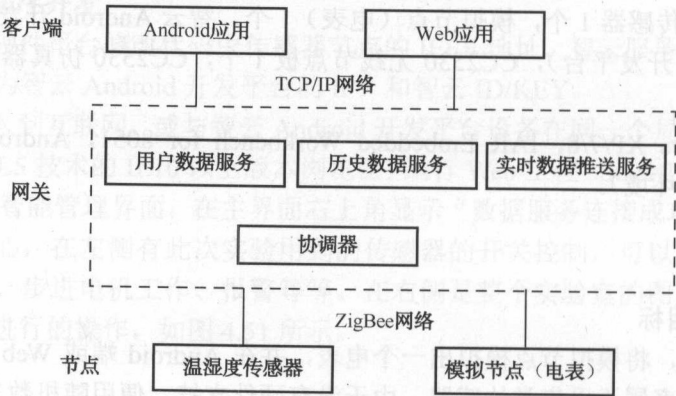 客户端
Android应用
Web应用
TCP/IP网络
用户数据服务
历史数据服务
实时数据推送服务
网关
协调器
ZigBee网络
节点
温湿度传感器
模拟节点（电表）